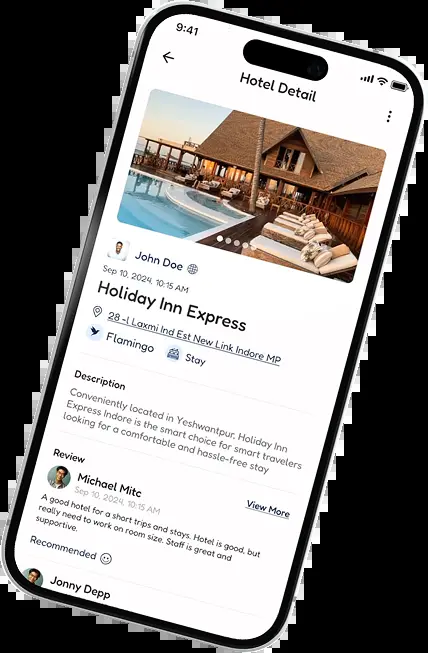 9:41
Hotel Detail
John Doe
Sep 10, 2024, 10:15 AM
Holiday Inn Express
28 -l Laxmi Ind Est New Link Indore MP
Flamingo Stay
Description
Conveniently located in Yeshwantpur, Holiday Inn
Express Indore is the smart choice for smart travelers
looking for a comfortable and hassle-free stay
Review
Michael Mitc
Sep 10, 2024, 10:15 AM
View More
A good hotel for a short trips and stays. Hotel is good, but
really need to work on room size. Staff is great and
supportive.
Recommended
Jonny Depp